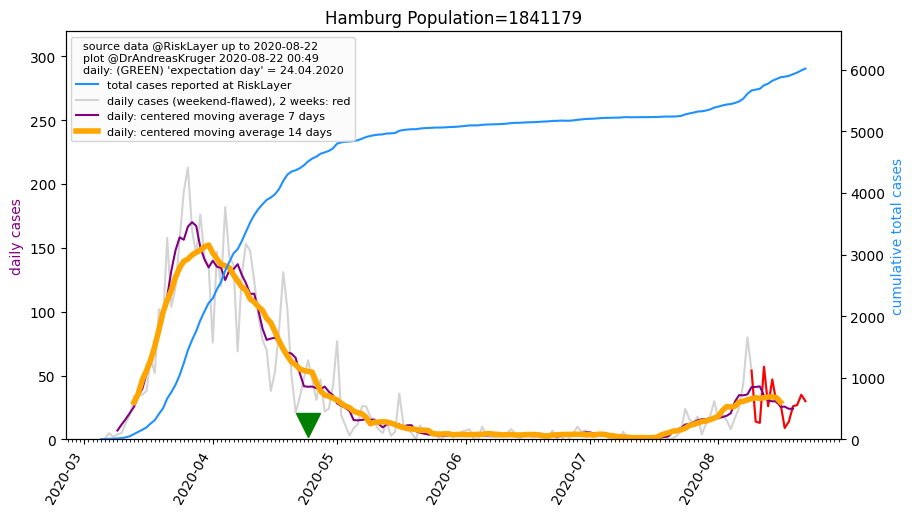 Hamburg Population=1841179
source data @RiskLayer up to 2020-08-22
plot @DrAndreasKruger 2020-08-22 00:49
daily: (GREEN) 'expectation day' = 24.04.2020
total cases reported at RiskLayer
daily cases (weekend-flawed), 2 weeks: red
daily: centered moving average 7 days
daily: centered moving average 14 days
daily cases
300
250
200
150
100
50
0
cumulative total cases
6000
5000
4000
3000
2000
1000
0
2020-03
2020-04
2020-05
2020-06
2020-07
2020-08